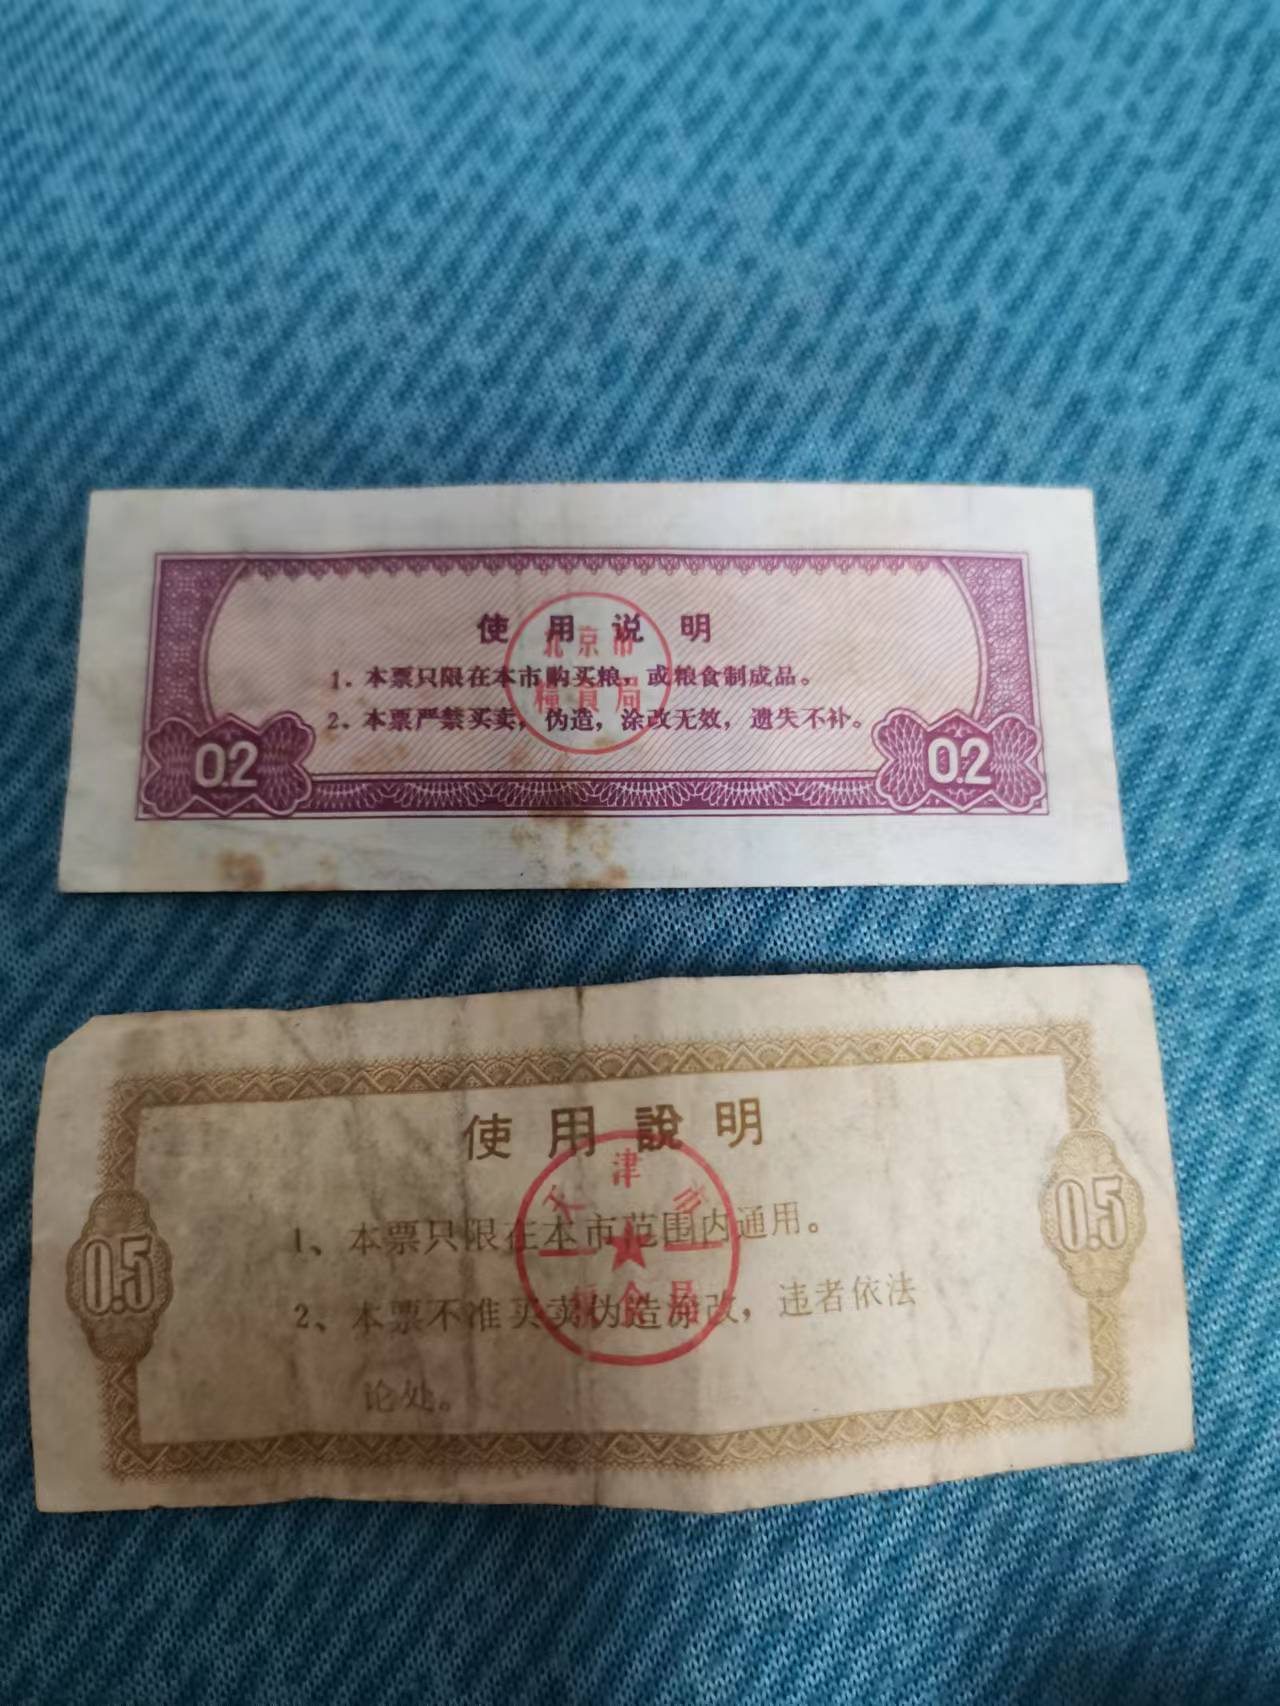 使用说明
北京市
粮食局
1. 本票只限在本市购买粮，或粮食制成品。
2. 本票严禁买卖，伪造，涂改无效，遗失不补。
0.2
0.2
使用說明
天津市
1、本票只限在本市范围内通用。
2、本票不准买卖伪造涂改，违者依法
论处。
0.5
0.5